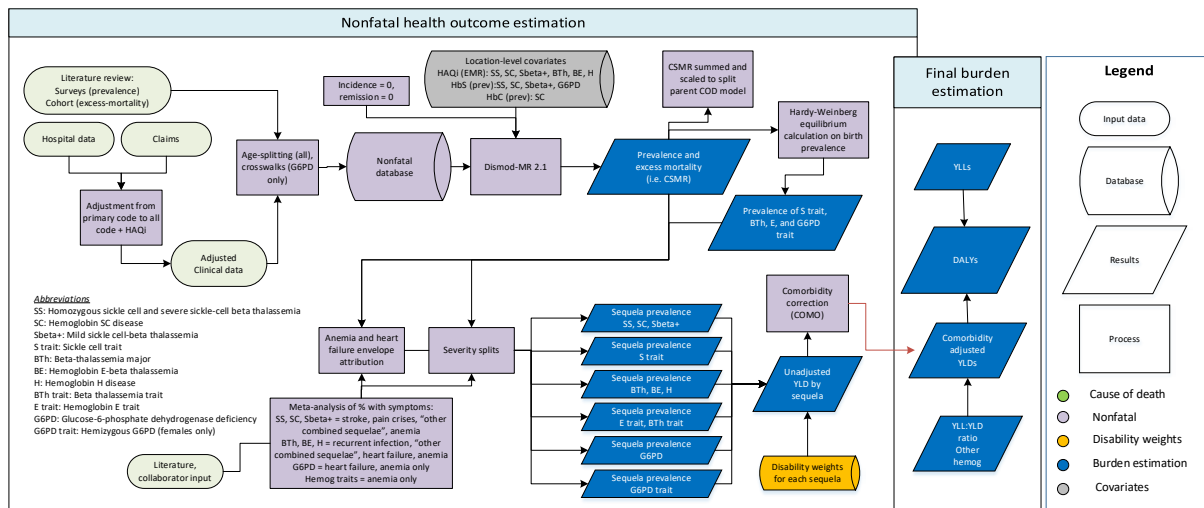 Nonfatal health outcome estimation
Literature review:
Surveys (prevalence)
Cohort (excess-mortality)
Hospital data
Claims
Adjustment from
primary code to all
code + HAQi
Adjusted
Clinical data
Age-splitting (all),
crosswalks (G6PD
only)
Incidence = 0,
remission = 0
Nonfatal
database
Location-level covariates
HAQi (EMR): SS, SC, Sbeta+, BTh, BE, H
HbS (prev):SS, SC, Sbeta+, G6PD
HbC (prev): SC
Dismod-MR 2.1
CSMR summed and
scaled to split
parent COD model
Prevalence and
excess mortality
(i.e. CSMR)
Hardy-Weinberg
equilibrium
calculation on birth
prevalence
Prevalence of S trait,
BTh, E, and G6PD
trait
Abbreviations
SS: Homozygous sickle cell and severe sickle-cell beta thalassemia
SC: Hemoglobin SC disease
Sbeta+: Mild sickle cell-beta thalassemia
S trait: Sickle cell trait
BTh: Beta-thalassemia major
BE: Hemoglobin E-beta thalassemia
H: Hemoglobin H disease
BTh trait: Beta thalassemia trait
E trait: Hemoglobin E trait
G6PD: Glucose-6-phosphate dehydrogenase deficiency
G6PD trait: Hemizygous G6PD (females only)
Literature,
collaborator input
Anemia and heart
failure envelope
attribution
Severity splits
Meta-analysis of % with symptoms:
SS, SC, Sbeta+ = stroke, pain crises, "other
combined sequelae", anemia
BTh, BE, H = recurrent infection, "other
combined sequelae", heart failure, anemia
G6PD = heart failure, anemia only
Hemog traits = anemia only
Sequela prevalence
SS, SC, Sbeta+
Sequela prevalence
S trait
Sequela prevalence
BTh, BE, H
Sequela prevalence
E trait, BTh trait
Sequela prevalence
G6PD
Sequela prevalence
G6PD trait
Comorbidity
correction
(COMO)
Unadjusted
YLD by
sequela
Disability weights
for each sequela
Final burden
estimation
YLLs
DALYs
Comorbidity
adjusted
YLDs
YLL:YLD
ratio
Other
hemog
Legend
Input data
Database
Results
Process
Cause of death
Nonfatal
Disability weights
Burden estimation
Covariates